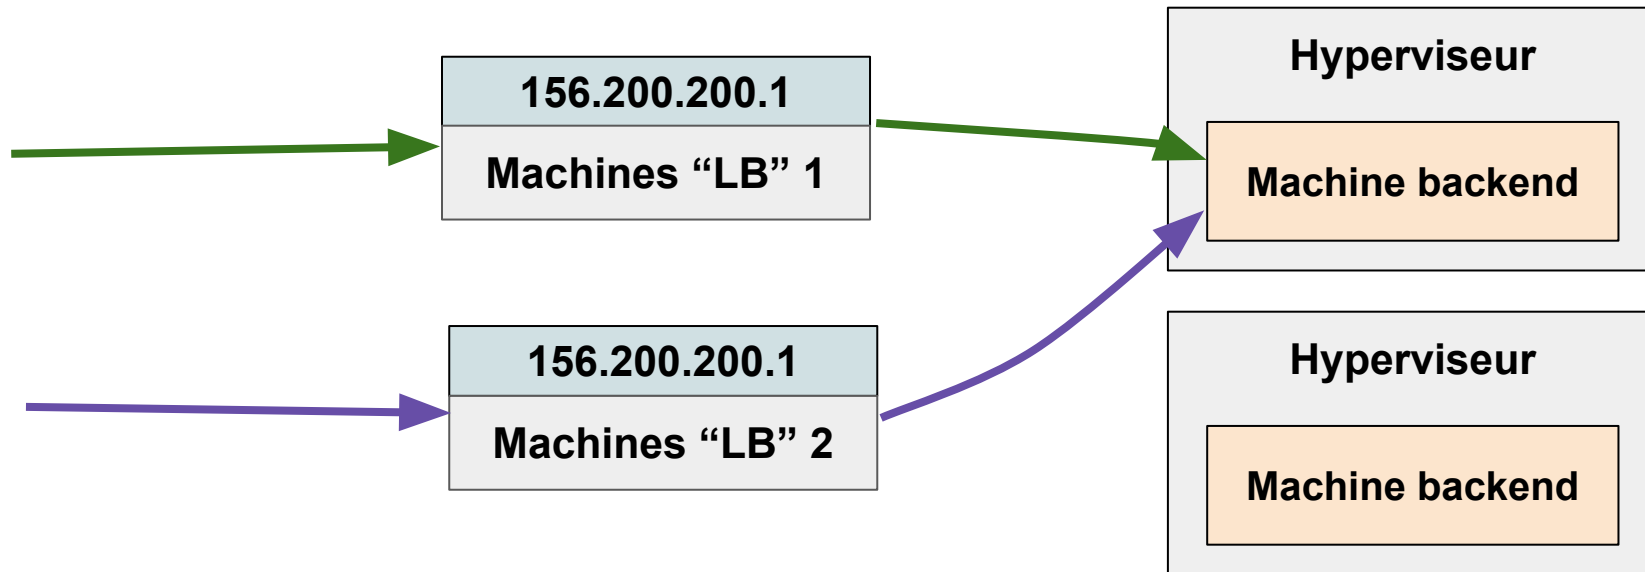 156.200.200.1
Machines “LB” 1
156.200.200.1
Machines “LB” 2
Hyperviseur
Machine backend
Hyperviseur
Machine backend